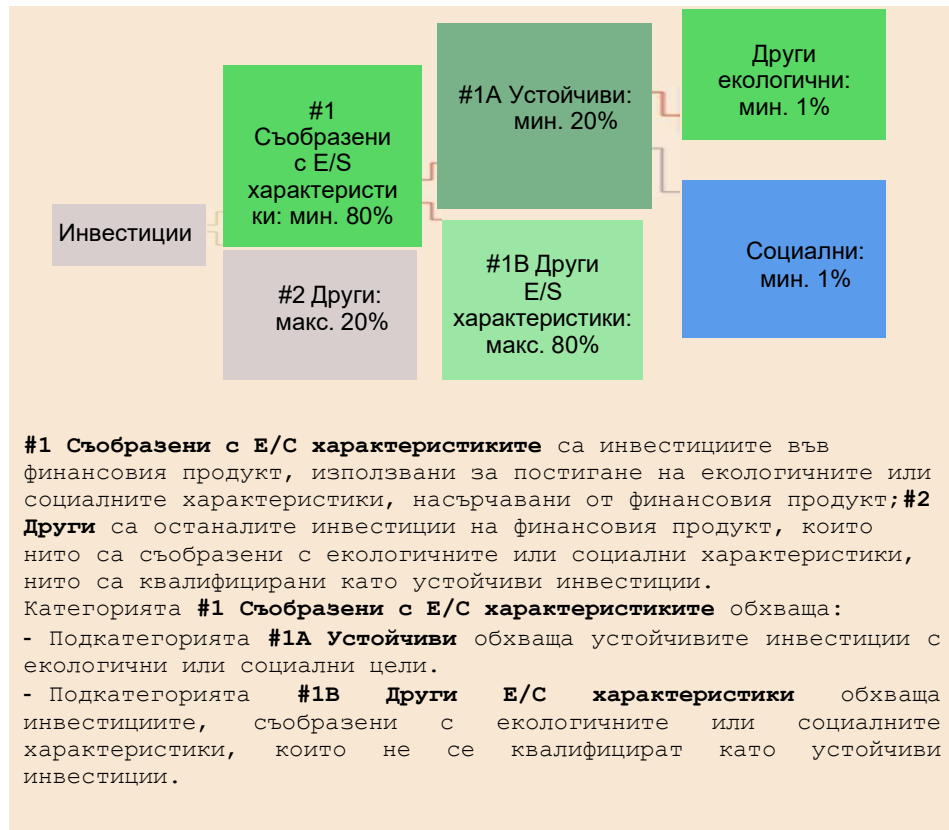 Инвестиции
#1
Съобразени
с E/S
характеристи
ки: мин. 80%
#2 Други:
макс. 20%
#1A Устойчиви:
мин. 20%
#1B Други
E/S
характеристики:
макс. 80%
Други
екологични:
мин. 1%
Социални:
мин. 1%
#1 Съобразени с Е/С характеристиките са инвестициите във
финансовия продукт, използвани за постигане на екологичните или
социалните характеристики, насърчавани от финансовия продукт;#2
Други са останалите инвестиции на финансовия продукт, които
нито са съобразени с екологичните или социални характеристики,
нито са квалифицирани като устойчиви инвестиции.
Категорията #1 Съобразени с Е/С характеристиките обхваща:
- Подкатегорията #1A Устойчиви обхваща устойчивите инвестиции с
екологични или социални цели.
- Подкатегорията #1B Други Е/С характеристики обхваща
инвестициите, съобразени с екологичните или социалните
характеристики, които не се квалифицират като устойчиви
инвестиции.